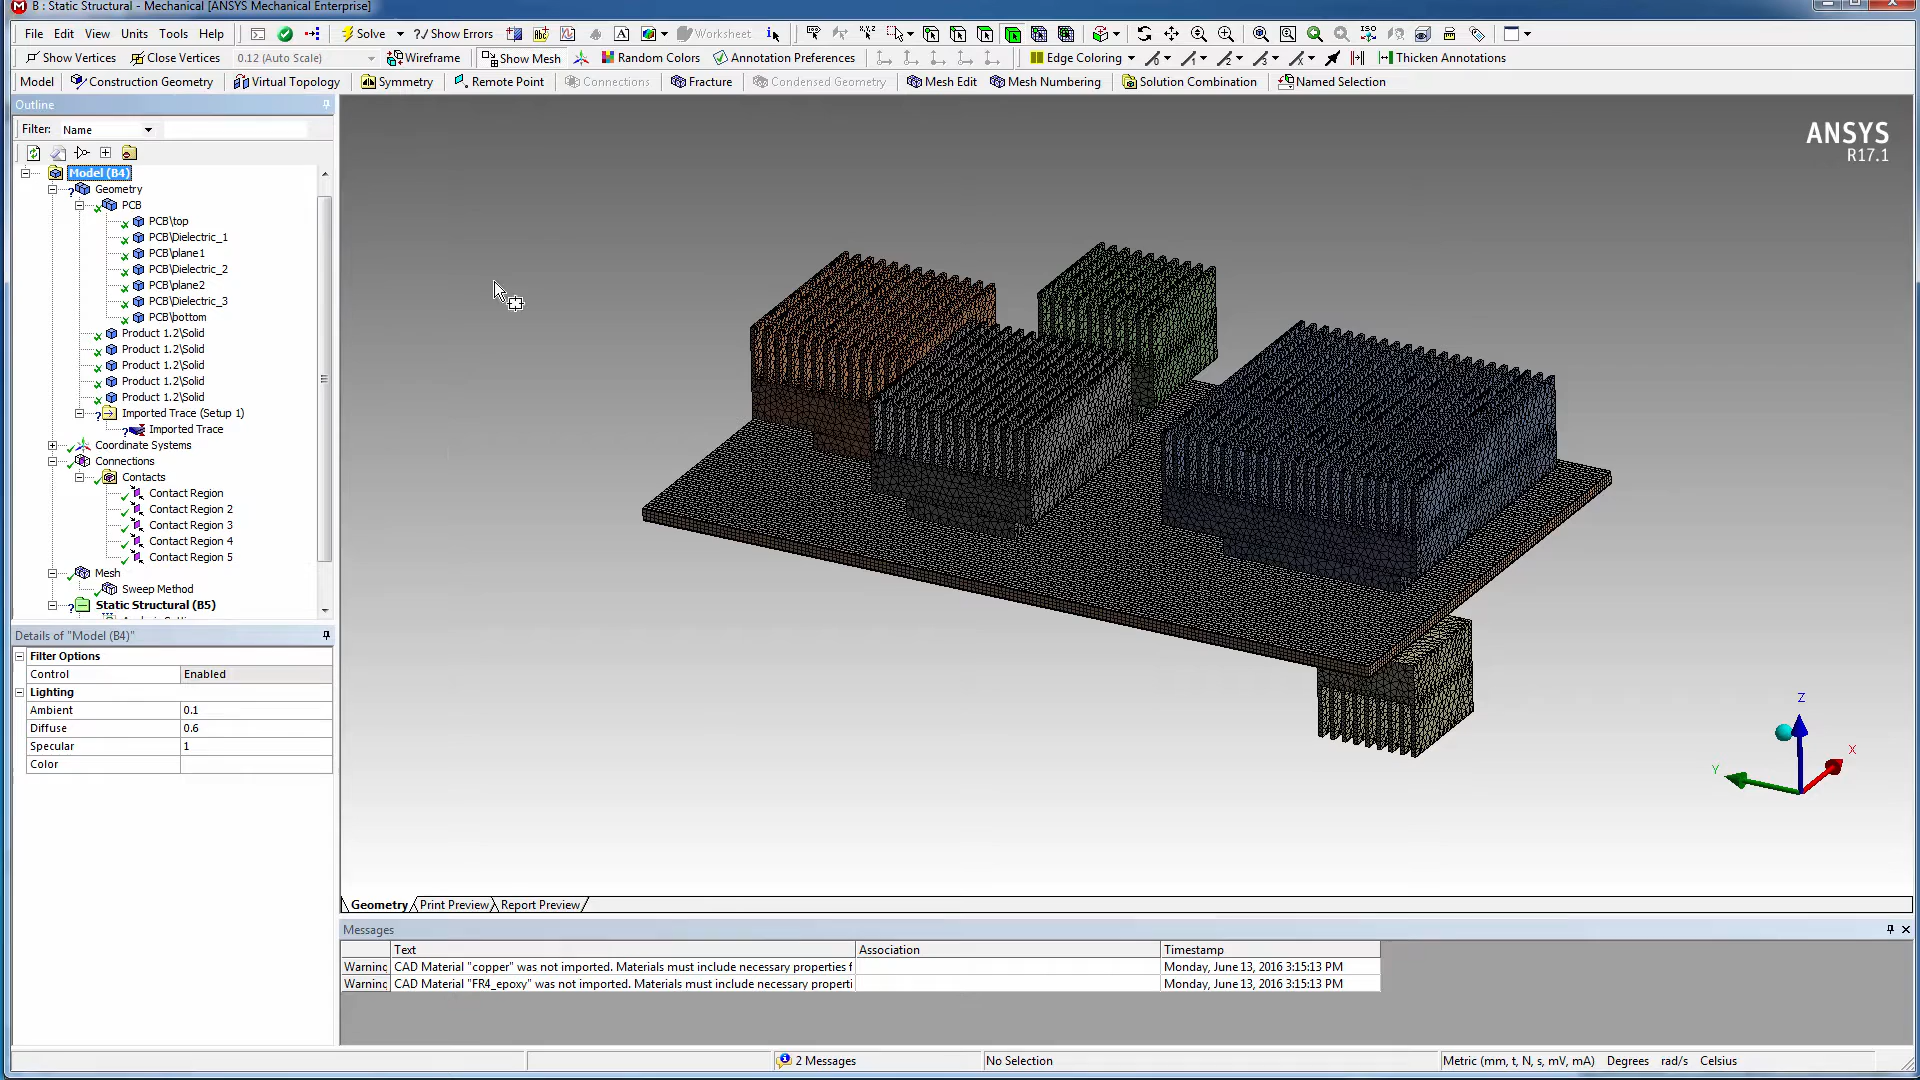 B : Static Structural - Mechanical [ANSYS Mechanical Enterprise]
File Edit View Units Tools Help Solve ?/ Show Errors Worksheet
Show Vertices Close Vertices 0.12 (Auto Scale) Wireframe Show Mesh Random Colors Annotation Preferences Edge Coloring Thicken Annotations
Model Construction Geometry Virtual Topology Symmetry Remote Point Connections Fracture Condensed Geometry Mesh Edit Mesh Numbering Solution Combination Named Selection
Outline
Filter: Name
Model (B4)
Geometry
PCB
PCB\top
PCB\Dielectric_1
PCB\plane1
PCB\Dielectric_2
PCB\plane2
PCB\Dielectric_3
PCB\bottom
Product 1.2\Solid
Product 1.2\Solid
Product 1.2\Solid
Product 1.2\Solid
Product 1.2\Solid
Imported Trace (Setup 1)
Imported Trace
Coordinate Systems
Connections
Contacts
Contact Region
Contact Region 2
Contact Region 3
Contact Region 4
Contact Region 5
Mesh
Sweep Method
Static Structural (B5)
Details of "Model (B4)"
Filter Options
Control Enabled
Lighting
Ambient 0.1
Diffuse 0.6
Specular 1
Color
ANSYS
R17.1
Z
X
Y
Geometry Print Preview Report Preview
Messages
Text Association Timestamp
Warninc CAD Material "copper" was not imported. Materials must include necessary properties f Monday, June 13, 2016 3:15:13 PM
Warninc CAD Material "FR4_epoxy" was not imported. Materials must include necessary properti Monday, June 13, 2016 3:15:13 PM
2 Messages No Selection Metric (mm, t, N, s, mV, mA) Degrees rad/s Celsius